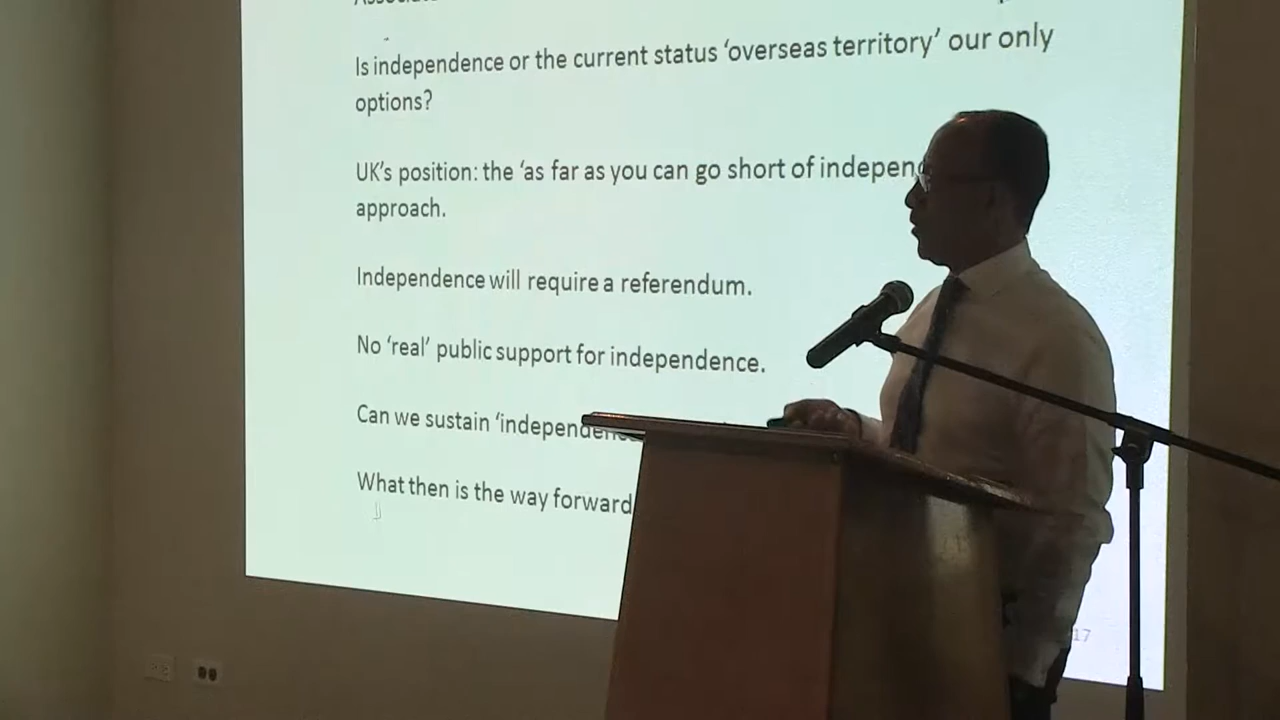 Is independence or the current status ‘overseas territory’ our only
options?
UK’s position: the ‘as far as you can go short of indepen
approach.
Independence will require a referendum.
No ‘real’ public support for independence.
Can we sustain ‘independence
What then is the way forward
17